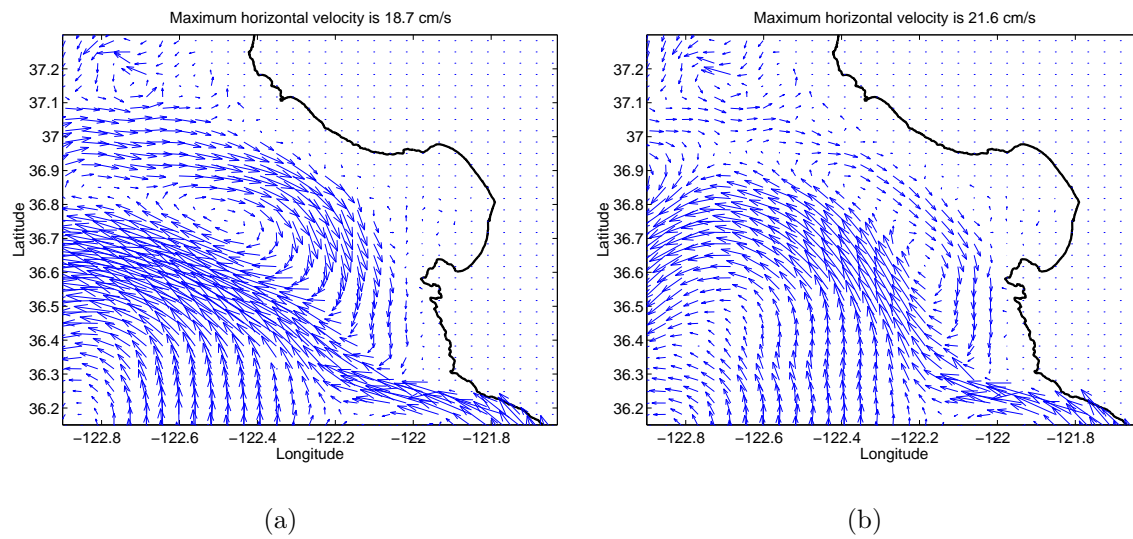 Maximum horizontal velocity is 18.7 cm/s
37.2
37.1
37
36.9
36.8
36.7
36.6
36.5
36.4
36.3
36.2
Latitude
−122.8 −122.6 −122.4 −122.2 −122 −121.8
Longitude
(a)
Maximum horizontal velocity is 21.6 cm/s
37.2
37.1
37
36.9
36.8
36.7
36.6
36.5
36.4
36.3
36.2
Latitude
−122.8 −122.6 −122.4 −122.2 −122 −121.8
Longitude
(b)